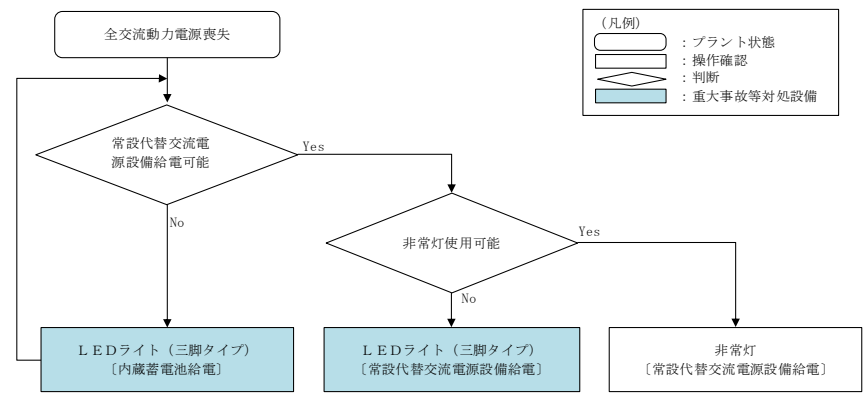 全交流動力電源喪失
(凡例)
:プラント状態
:操作確認
:判断
:重大事故等対処設備
常設代替交流電
源設備給電可能
Yes
No
非常灯使用可能
Yes
No
LEDライト(三脚タイプ)
〔内蔵蓄電池給電〕
LEDライト(三脚タイプ)
〔常設代替交流電源設備給電〕
非常灯
〔常設代替交流電源設備給電〕